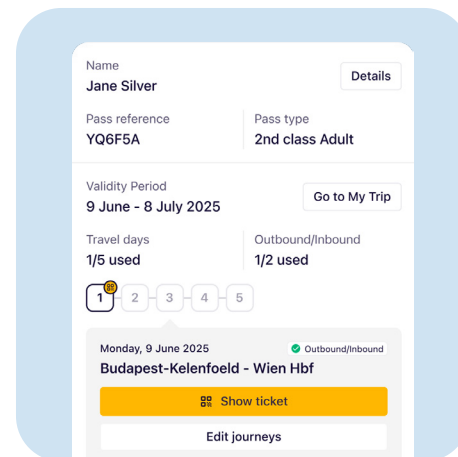 Name
Jane Silver
Details
Pass reference
YQ6F5A
Pass type
2nd class Adult
Validity Period
9 June - 8 July 2025
Go to My Trip
Travel days
1/5 used
Outbound/Inbound
1/2 used
1 2 3 4 5
Monday, 9 June 2025
Outbound/Inbound
Budapest-Kelenfoeld - Wien Hbf
Show ticket
Edit journeys